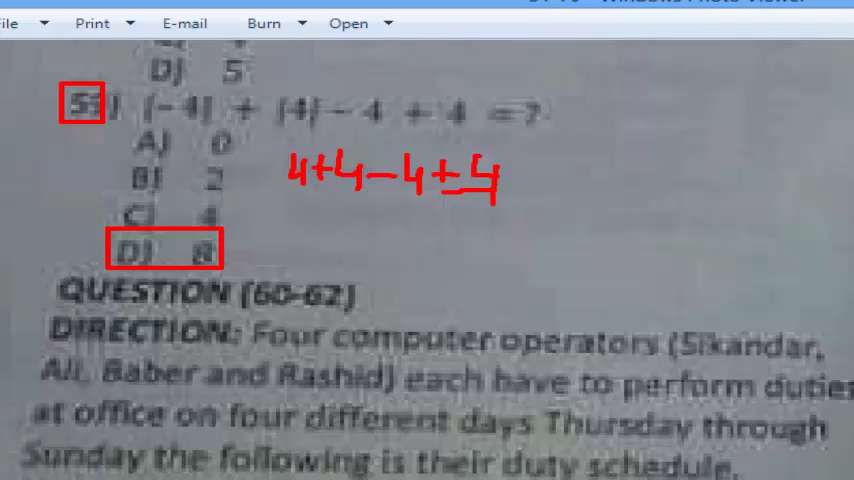 File Print E-mail Burn Open
D) 5
) |-4| + |4| - 4 + 4 = ?
A) 0
4+4-4+4
B) 2
C) 4
D) 8
QUESTION (60-62)
DIRECTION: Four computer operators (Sikandar,
Ali, Baber and Rashid) each have to perform duties
at office on four different days Thursday through
Sunday the following is their duty schedule.